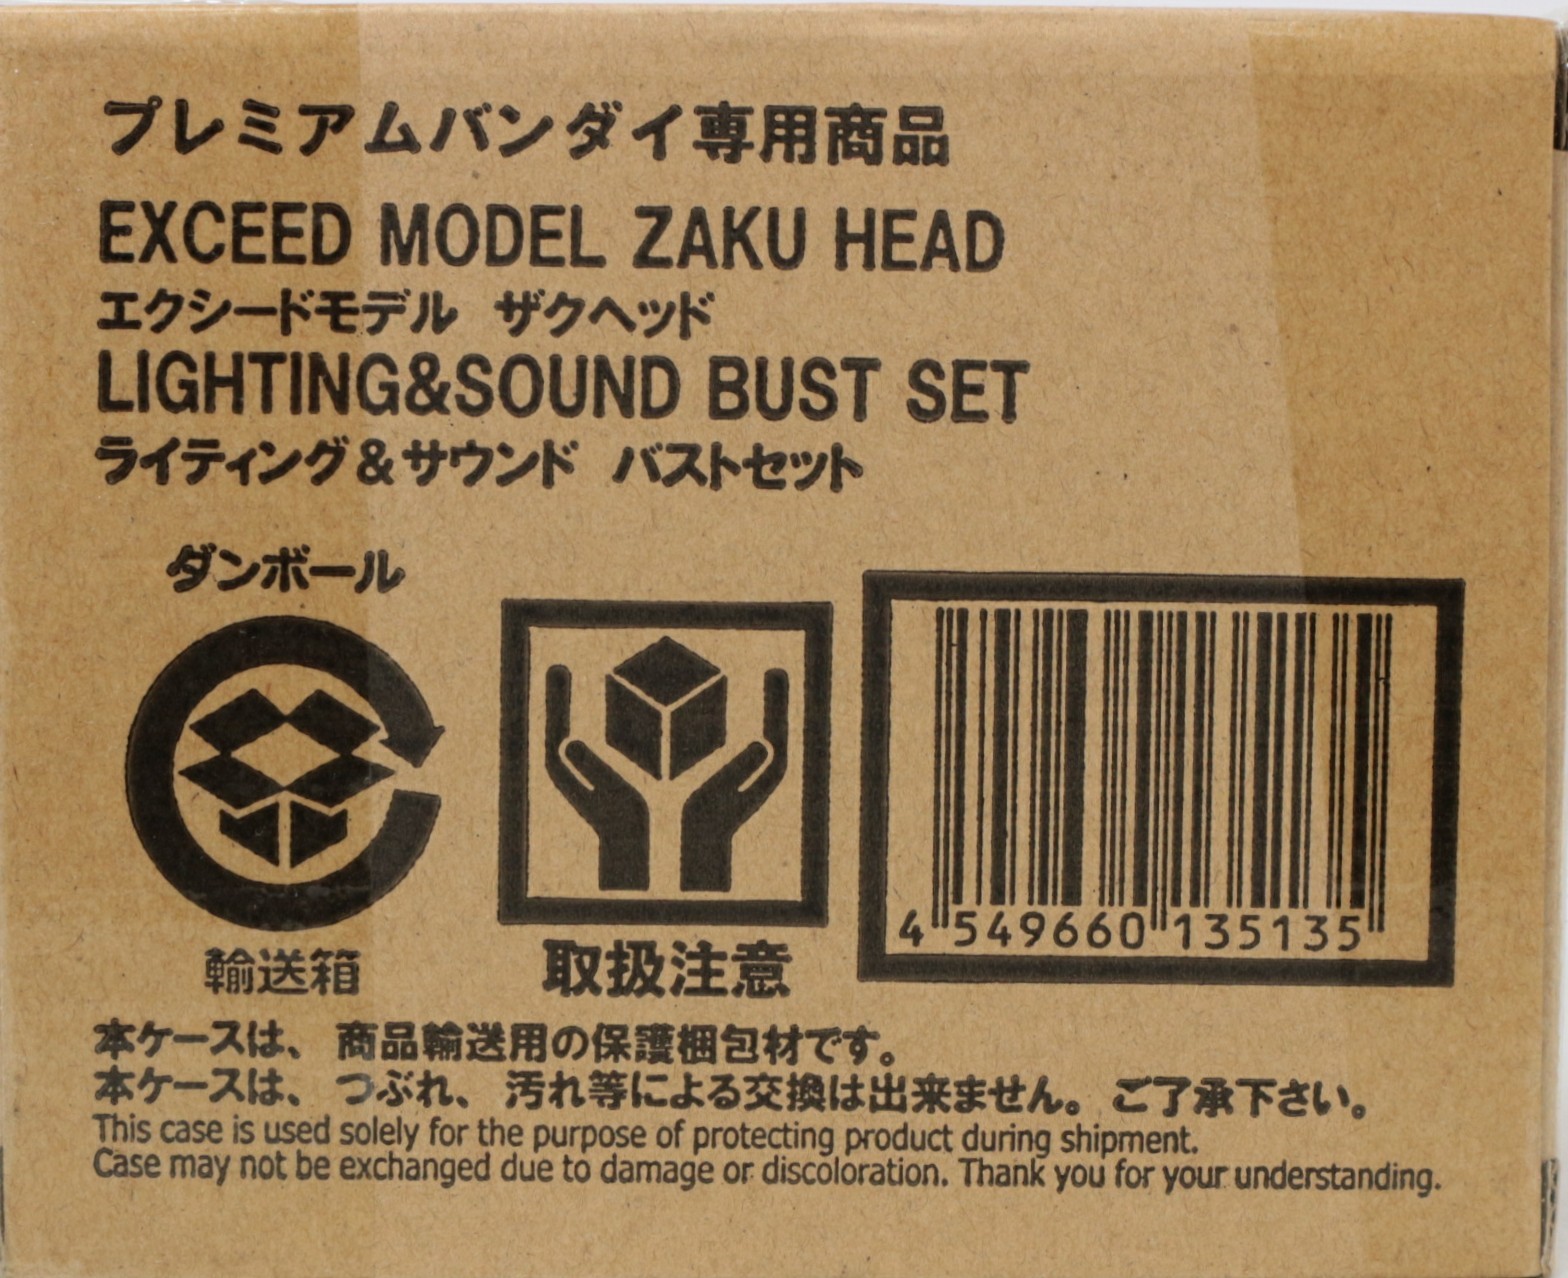 プレミアムバンダイ専用商品
EXCEED MODEL ZAKU HEAD
エクシードモデル ザクヘッド
LIGHTING&SOUND BUST SET
ライティング&サウンド バストセット
ダンボール
輸送箱
取扱注意
4 549660 135135
本ケースは、商品輸送用の保護梱包材です。
本ケースは、つぶれ、汚れ等による交換は出来ません。ご了承下さい。
This case is used solely for the purpose of protecting product during shipment.
Case may not be exchanged due to damage or discoloration. Thank you for your understanding.